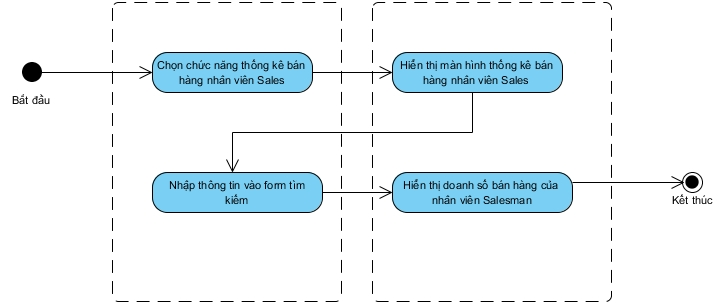 Bắt đầu
Chọn chức năng thống kê bán
hàng nhân viên Sales
Hiển thị màn hình thống kê bán
hàng nhân viên Sales
Nhập thông tin vào form tìm
kiếm
Hiển thị doanh số bán hàng của
nhân viên Salesman
Kết thúc